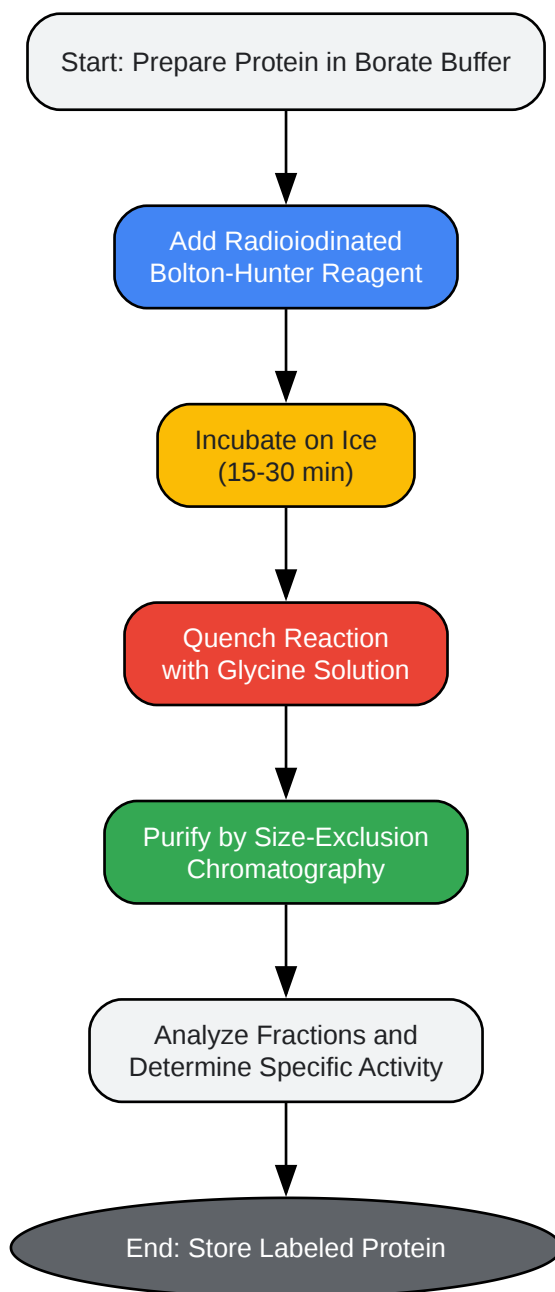 Start: Prepare Protein in Borate Buffer
Add Radioiodinated
Bolton-Hunter Reagent
Incubate on Ice
(15-30 min)
Quench Reaction
with Glycine Solution
Purify by Size-Exclusion
Chromatography
Analyze Fractions and
Determine Specific Activity
End: Store Labeled Protein